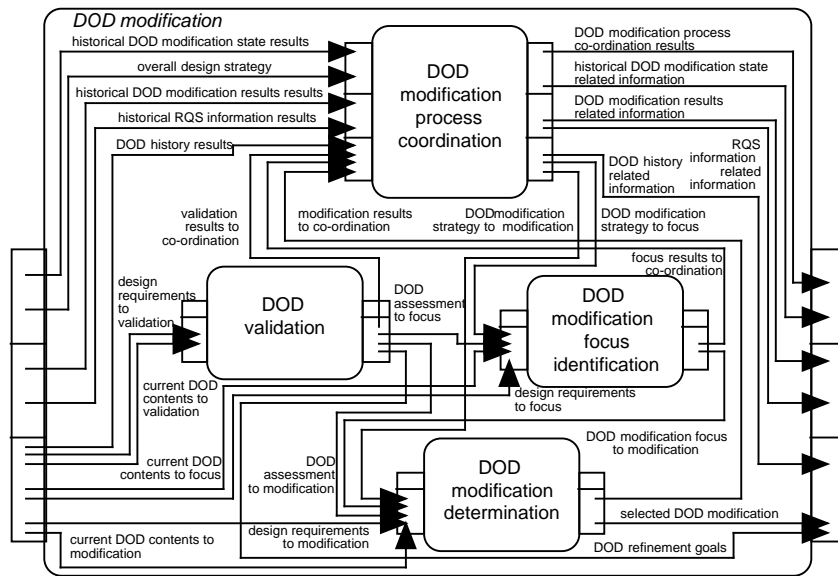 DOD modification
historical DOD modification state results
overall design strategy
historical DOD modification results results
historical RQS information results
DOD history results
DOD
modification
process
coordination
DOD modification process
co-ordination results
historical DOD modification state
related information
DOD modification results
related information
RQS
information
related
information
DOD history
related
information
validation
results to
co-ordination
modification results
to co-ordination
DOD modification
strategy to modification
DOD modification
strategy to focus
focus results to
co-ordination
design
requirements
to
validation
DOD
validation
DOD
assessment
to focus
DOD
modification
focus
identification
current DOD
contents to
validation
design requirements
to focus
current DOD
contents to focus
DOD
assessment
to modification
DOD
modification
determination
DOD modification focus
to modification
selected DOD modification
current DOD contents to
modification
design requirements
to modification
DOD refinement goals